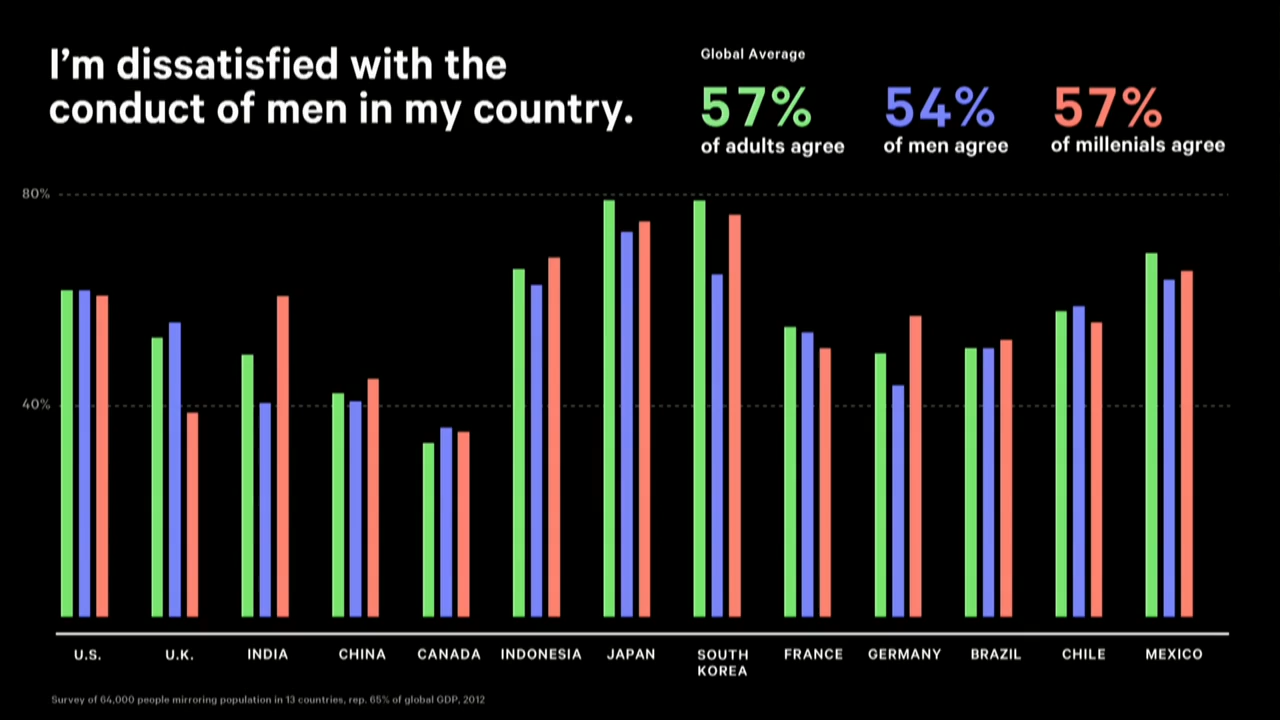 I'm dissatisfied with the
conduct of men in my country.
Global Average
57%
of adults agree
54%
of men agree
57%
of millenials agree
80%
40%
U.S.
U.K.
INDIA
CHINA
CANADA
INDONESIA
JAPAN
SOUTH
KOREA
FRANCE
GERMANY
BRAZIL
CHILE
MEXICO
Survey of 64,000 people mirroring population in 13 countries, rep. 65% of global GDP, 2012